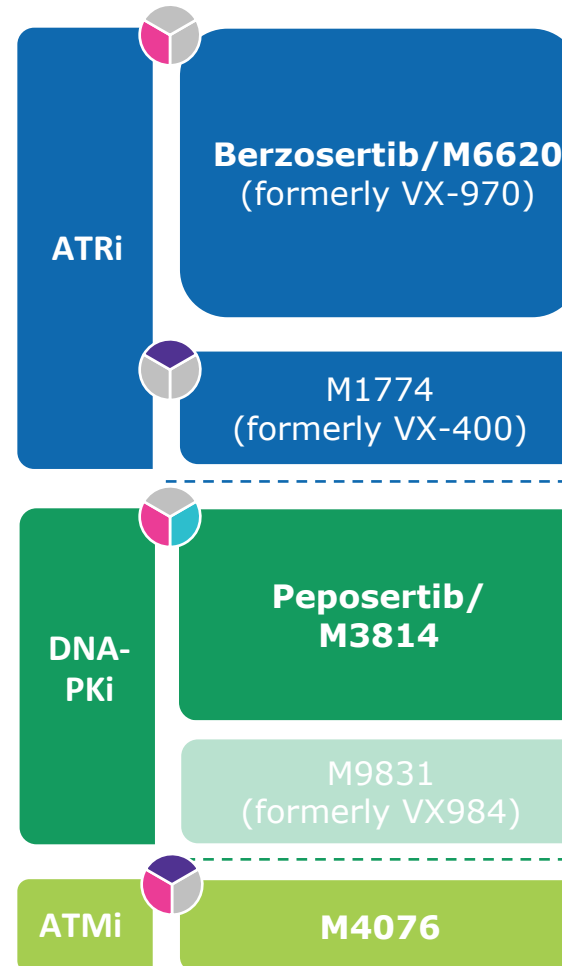 ATRi
Berzosertib/M6620
(formerly VX-970)
M1774
(formerly VX-400)
DNA-
PKi
Peposertib/
M3814
M9831
(formerly VX984)
ATMi
M4076